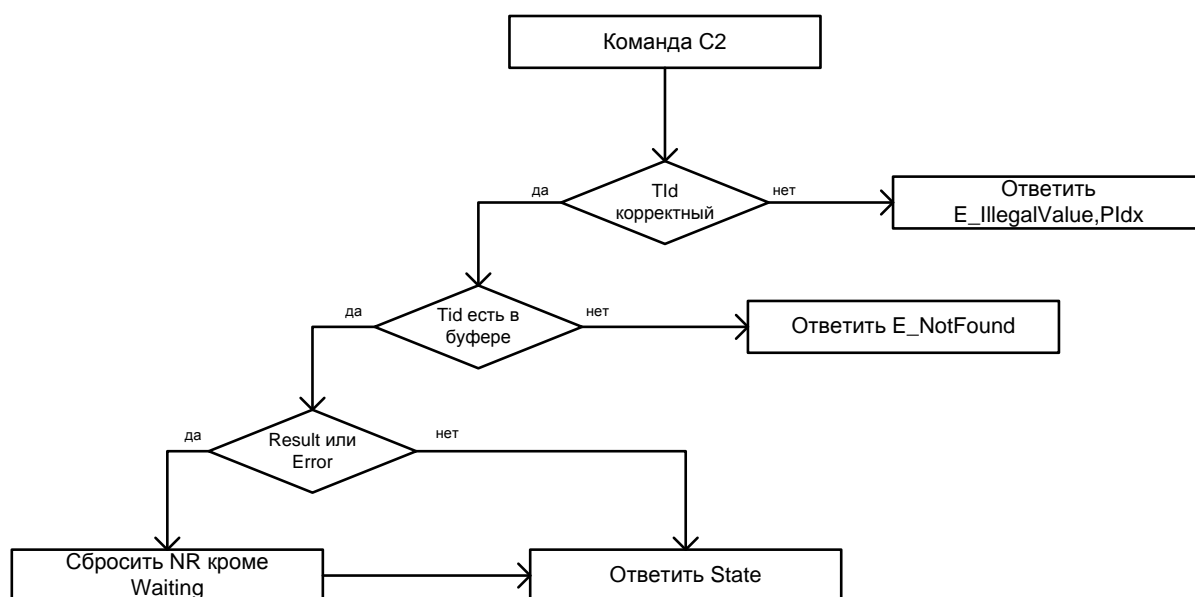 Команда C2
TId
корректный
да
нет
Ответить
E_IllegalValue,PIdx
Tid есть в
буфере
да
нет
Ответить E_NotFound
Result или
Error
да
нет
Сбросить NR кроме
Waiting
Ответить State